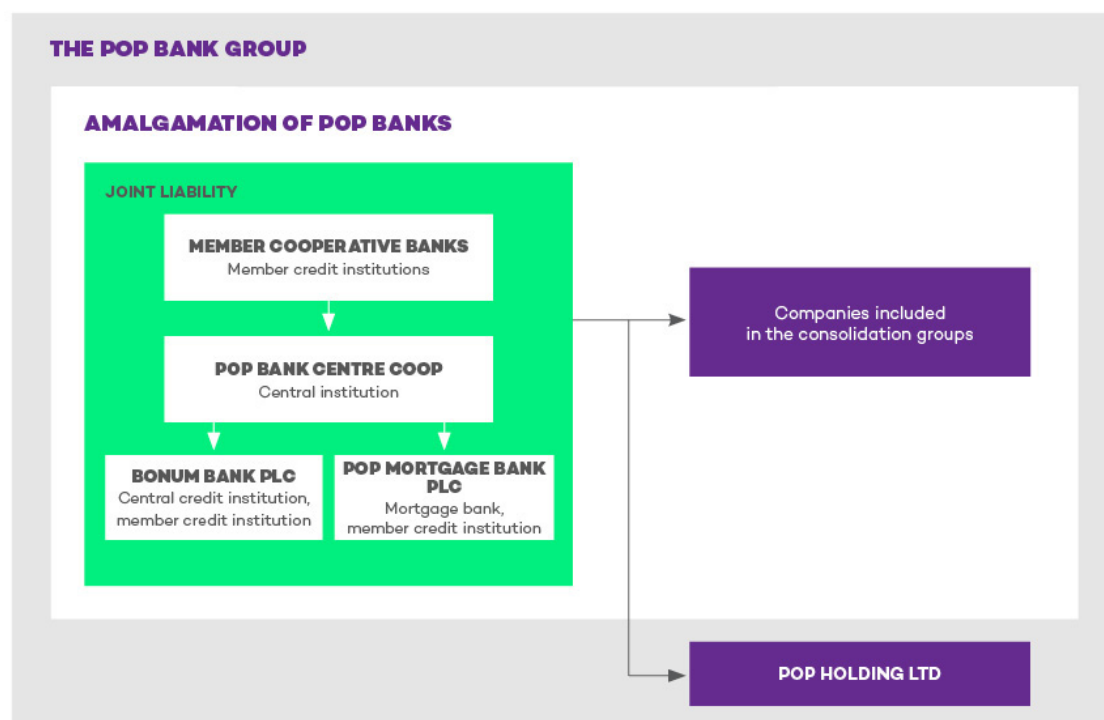 THE POP BANK GROUP
AMALGAMATION OF POP BANKS
JOINT LIABILITY
MEMBER COOPERATIVE BANKS
Member credit institutions
POP BANK CENTRE COOP
Central institution
BONUM BANK PLC
Central credit institution,
member credit institution
POP MORTGAGE BANK
PLC
Mortgage bank,
member credit institution
Companies included
in the consolidation groups
POP HOLDING LTD